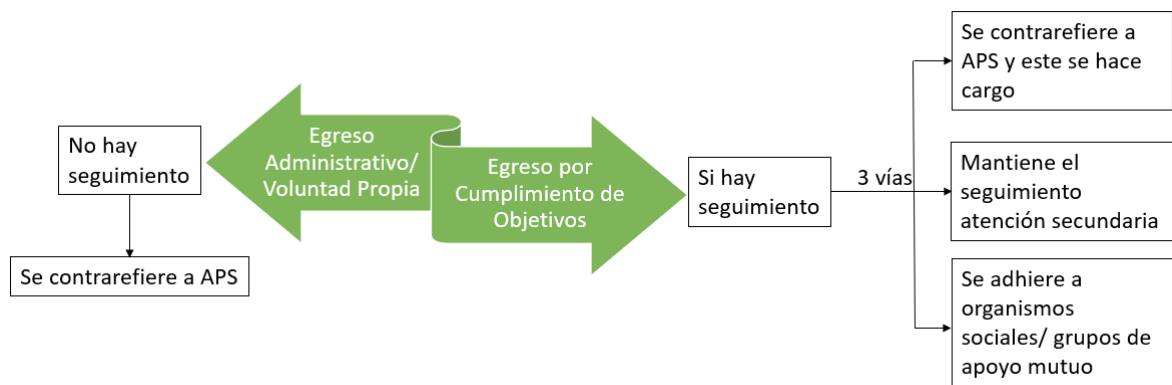 No hay
seguimiento
Se contrarefiere a APS
Egreso
Administrativo/
Voluntad Propia
Egreso por
Cumplimiento de
Objetivos
Si hay
seguimiento
3 vías
Se contrarefiere a
APS y este se hace
cargo
Mantiene el
seguimiento
atención secundaria
Se adhiere a
organismos
sociales/ grupos de
apoyo mutuo